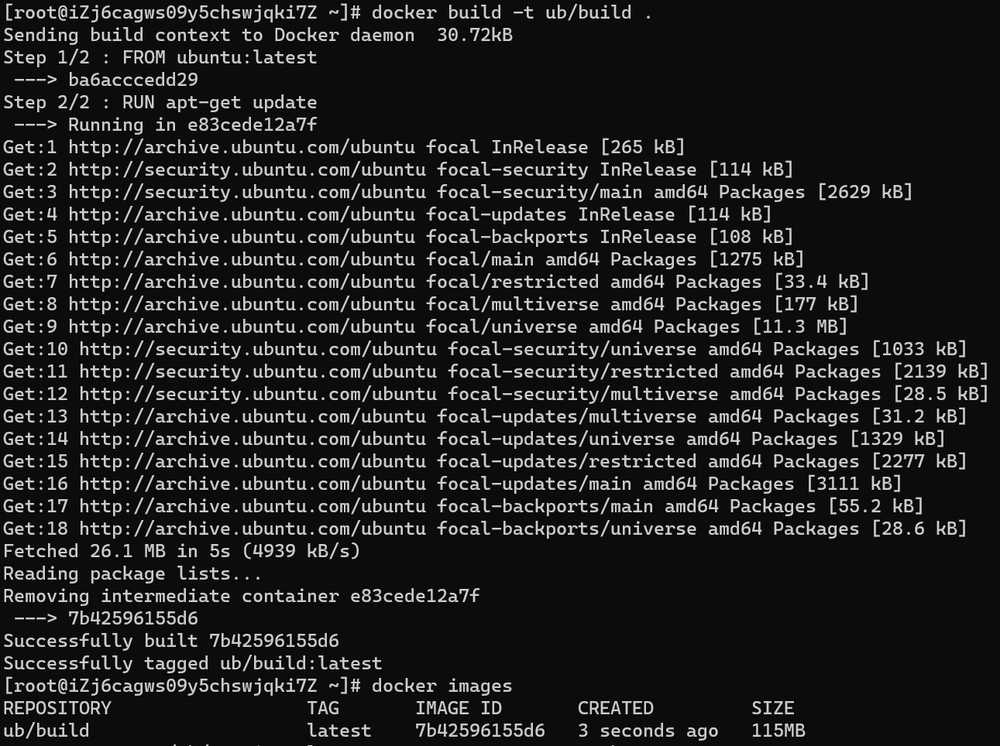 [root@iZj6cagws09y5chswjqki7Z ~]# docker build -t ub/build .
Sending build context to Docker daemon  30.72kB
Step 1/2 : FROM ubuntu:latest
 ---> ba6acccedd29
Step 2/2 : RUN apt-get update
 ---> Running in e83cede12a7f
Get:1 http://archive.ubuntu.com/ubuntu focal InRelease [265 kB]
Get:2 http://security.ubuntu.com/ubuntu focal-security InRelease [114 kB]
Get:3 http://security.ubuntu.com/ubuntu focal-security/main amd64 Packages [2629 kB]
Get:4 http://archive.ubuntu.com/ubuntu focal-updates InRelease [114 kB]
Get:5 http://archive.ubuntu.com/ubuntu focal-backports InRelease [108 kB]
Get:6 http://archive.ubuntu.com/ubuntu focal/main amd64 Packages [1275 kB]
Get:7 http://archive.ubuntu.com/ubuntu focal/restricted amd64 Packages [33.4 kB]
Get:8 http://archive.ubuntu.com/ubuntu focal/multiverse amd64 Packages [177 kB]
Get:9 http://archive.ubuntu.com/ubuntu focal/universe amd64 Packages [11.3 MB]
Get:10 http://security.ubuntu.com/ubuntu focal-security/universe amd64 Packages [1033 kB]
Get:11 http://security.ubuntu.com/ubuntu focal-security/restricted amd64 Packages [2139 kB]
Get:12 http://security.ubuntu.com/ubuntu focal-security/multiverse amd64 Packages [28.5 kB]
Get:13 http://archive.ubuntu.com/ubuntu focal-updates/multiverse amd64 Packages [31.2 kB]
Get:14 http://archive.ubuntu.com/ubuntu focal-updates/universe amd64 Packages [1329 kB]
Get:15 http://archive.ubuntu.com/ubuntu focal-updates/restricted amd64 Packages [2277 kB]
Get:16 http://archive.ubuntu.com/ubuntu focal-updates/main amd64 Packages [3111 kB]
Get:17 http://archive.ubuntu.com/ubuntu focal-backports/main amd64 Packages [55.2 kB]
Get:18 http://archive.ubuntu.com/ubuntu focal-backports/universe amd64 Packages [28.6 kB]
Fetched 26.1 MB in 5s (4939 kB/s)
Reading package lists...
Removing intermediate container e83cede12a7f
 ---> 7b42596155d6
Successfully built 7b42596155d6
Successfully tagged ub/build:latest
[root@iZj6cagws09y5chswjqki7Z ~]# docker images
REPOSITORY                  TAG       IMAGE ID       CREATED         SIZE
ub/build                    latest    7b42596155d6   3 seconds ago   115MB